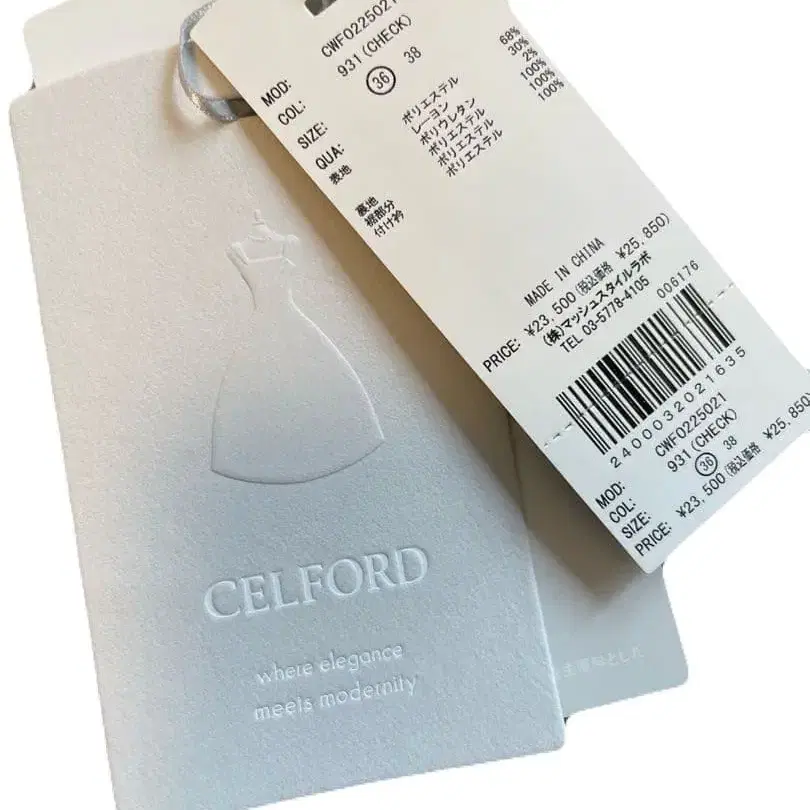 CELFORD
where elegance
meets modernity
MOD: CWFO225021
COL: 931(CHECK)
SIZE: 36 38
QUA:
表地 ポリエステル 68%
レーヨン 30%
ポリウレタン 2%
裏地 ポリエステル 100%
裾部分 ポリエステル 100%
付け衿 ポリエステル 100%
MADE IN CHINA
PRICE: ¥23,500(税込価格 ¥25,850)
(株)マッシュスタイルラボ
TEL 03-5778-4105
006176
2400032021635
MOD: CWFO225021
COL: 931(CHECK)
SIZE: 36 38
PRICE: ¥23,500(税込価格 ¥25,850)